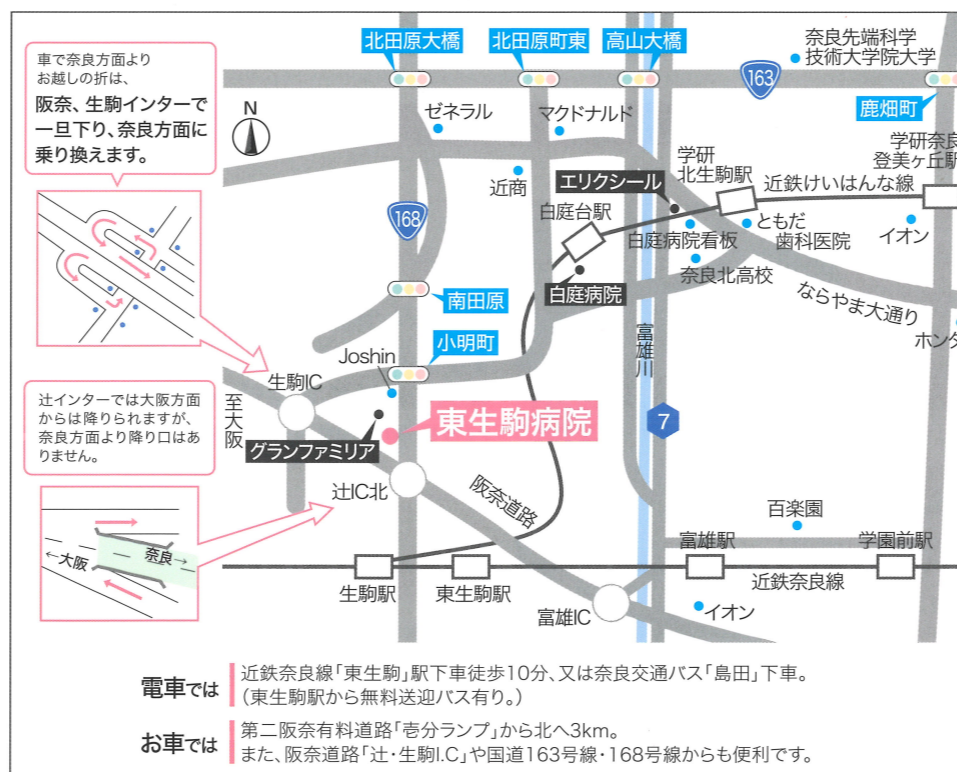 車で奈良方面より
お越しの折は、
阪奈、生駒インターで
一旦下り、奈良方面に
乗り換えます。
N
北田原大橋
北田原町東
高山大橋
奈良先端科学
技術大学院大学
163
鹿畑町
ゼネラル
マクドナルド
学研
北生駒駅
学研奈良
登美ヶ丘駅
近商
エリクシール
近鉄けいはんな線
168
白庭台駅
白庭病院看板
ともだ
歯科医院
イオン
奈良北高校
白庭病院
南田原
ならやま大通り
富雄川
小明町
Joshin
生駒IC
至大阪
東生駒病院
7
グランファミリア
辻インターでは大阪方面
からは降りられますが、
奈良方面より降り口はあ
りません。
辻IC北
阪奈道路
百楽園
←大阪
奈良→
富雄駅
学園前駅
生駒駅
東生駒駅
近鉄奈良線
富雄IC
イオン
電車では
近鉄奈良線「東生駒」駅下車徒歩10分、又は奈良交通バス「島田」下車。
（東生駒駅から無料送迎バス有り。）
お車では
第二阪奈有料道路「壱分ランプ」から北へ3km。
また、阪奈道路「辻・生駒I.C」や国道163号線・168号線からも便利です。